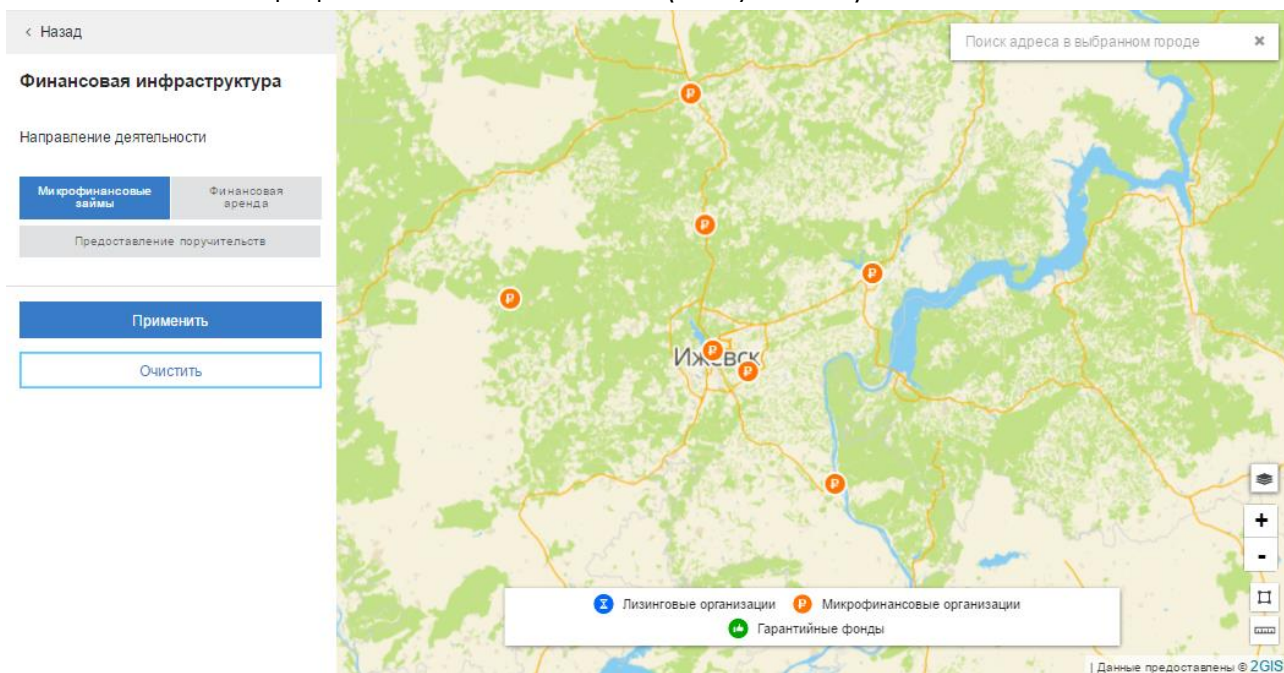 < Назад
Финансовая инфраструктура
Направление деятельности
Микрофинансовые
займы
Финансовая
аренда
Предоставление поручительств
Применить
Очистить
Поиск адреса в выбранном городе
Ижевск
+
-
Лизинговые организации Микрофинансовые организации
Гарантийные фонды
| Данные предоставлены © 2GIS